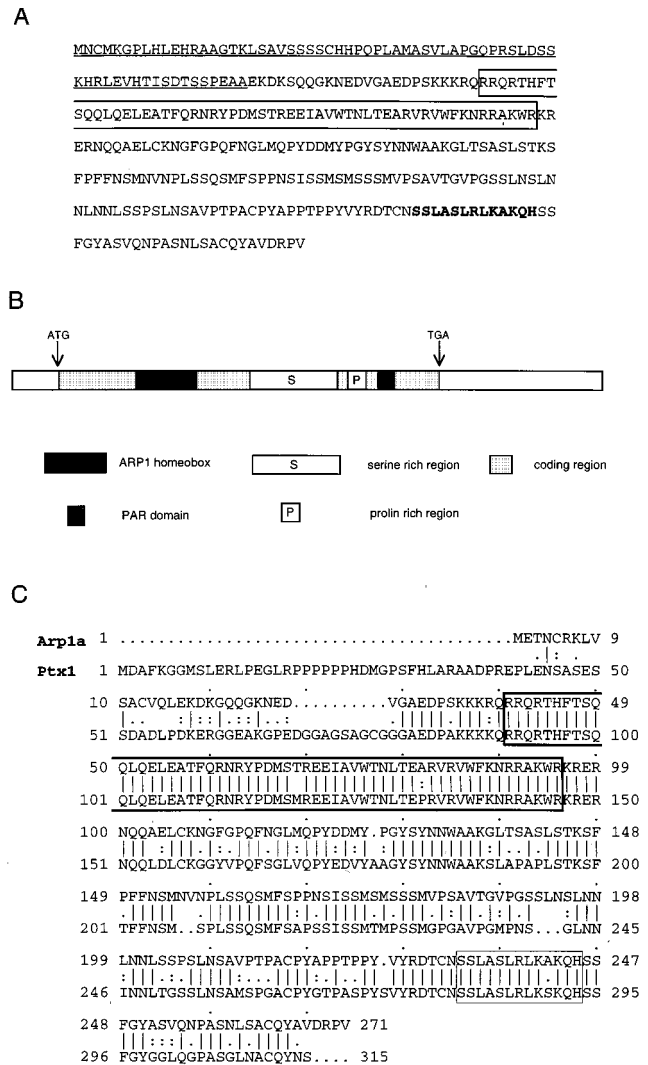 A
MNCMKGPLHLEHRAAGTKLSAVSSSSCHHPQPLAMASVLAPGQPRSLDSS
KHRLEVHTISDTSSPEAAEKDKSQQGKNEDVGAEDPSKKKRQRRQRTHFT
SQQLQELEATFQRNRYPDMSTREEIAVWTNLTEARVRVWFKNRRAKWRKR
ERNQQAELCKNGFGPQFNGLMQPYDDMYPGYSYNNWAAKGLTSASLSTKS
FPFFNSMNVNPLSSQSMFSPPNSISSMSMSSSMVPSAVTGVPGSSLNSLN
NLNNLSSPSLNSAVPTPACPYAPPTPPYVYRDTCNSSLASLRLKAKQHSS
FGYASVQNPASNLSACQYAVDRPV
B
ATG TGA
S P
ARP1 homeobox S serine rich region coding region
PAR domain P prolin rich region
C
Arp1a 1 .......................................METNCRKLV 9
Ptx1 1 MDAFKGGMSLERLPEGLRPPPPPPHDMGPSFHLARAADPREPLENSASES 50
10 SACVQLEKDKGQQGKNED.........VGAEDPSKKKRQRRQRTHFTSQ 49
51 SDADLPDKERGGEAKGPEDGGAGSAGCGGGAEDPAKKKKQRRQRTHFTSQ 100
50 QLQELEATFQRNRYPDMSTREEIAVWTNLTEARVRVWFKNRRAKWRKRER 99
101 QLQELEATFQRNRYPDMSMREEIAVWTNLTEPRVRVWFKNRRAKWRKRER 150
100 NQQAELCKNGFGPQFNGLMQPYDDMY.PGYSYNNWAAKGLTSASLSTKSF 148
151 NQQLDLCKGGYVPQFSGLVQPYEDVYAAGYSYNNWAAKSLAPAPLSTKSF 200
149 PFFNSMNVNPLSSQSMFSPPNSISSMSMSSSMVPSAVTGVPGSSLNSLNN 198
201 TFFNSM..SPLSSQSMFSAPSSISSMTMPSSMGPGAVPGMPNS...GLNN 245
199 LNNLSSPSLNSAVPTPACPYAPPTPPY.VYRDTCNSSLASLRLKAKQHSS 247
246 INNLTGSSLNSAMSPGACPYGTPASPYSVYRDTCNSSLASLRLKSKQHSS 295
248 FGYASVQNPASNLSACQYAVDRPV 271
296 FGYGGLQGPASGLNACQYNS.... 315